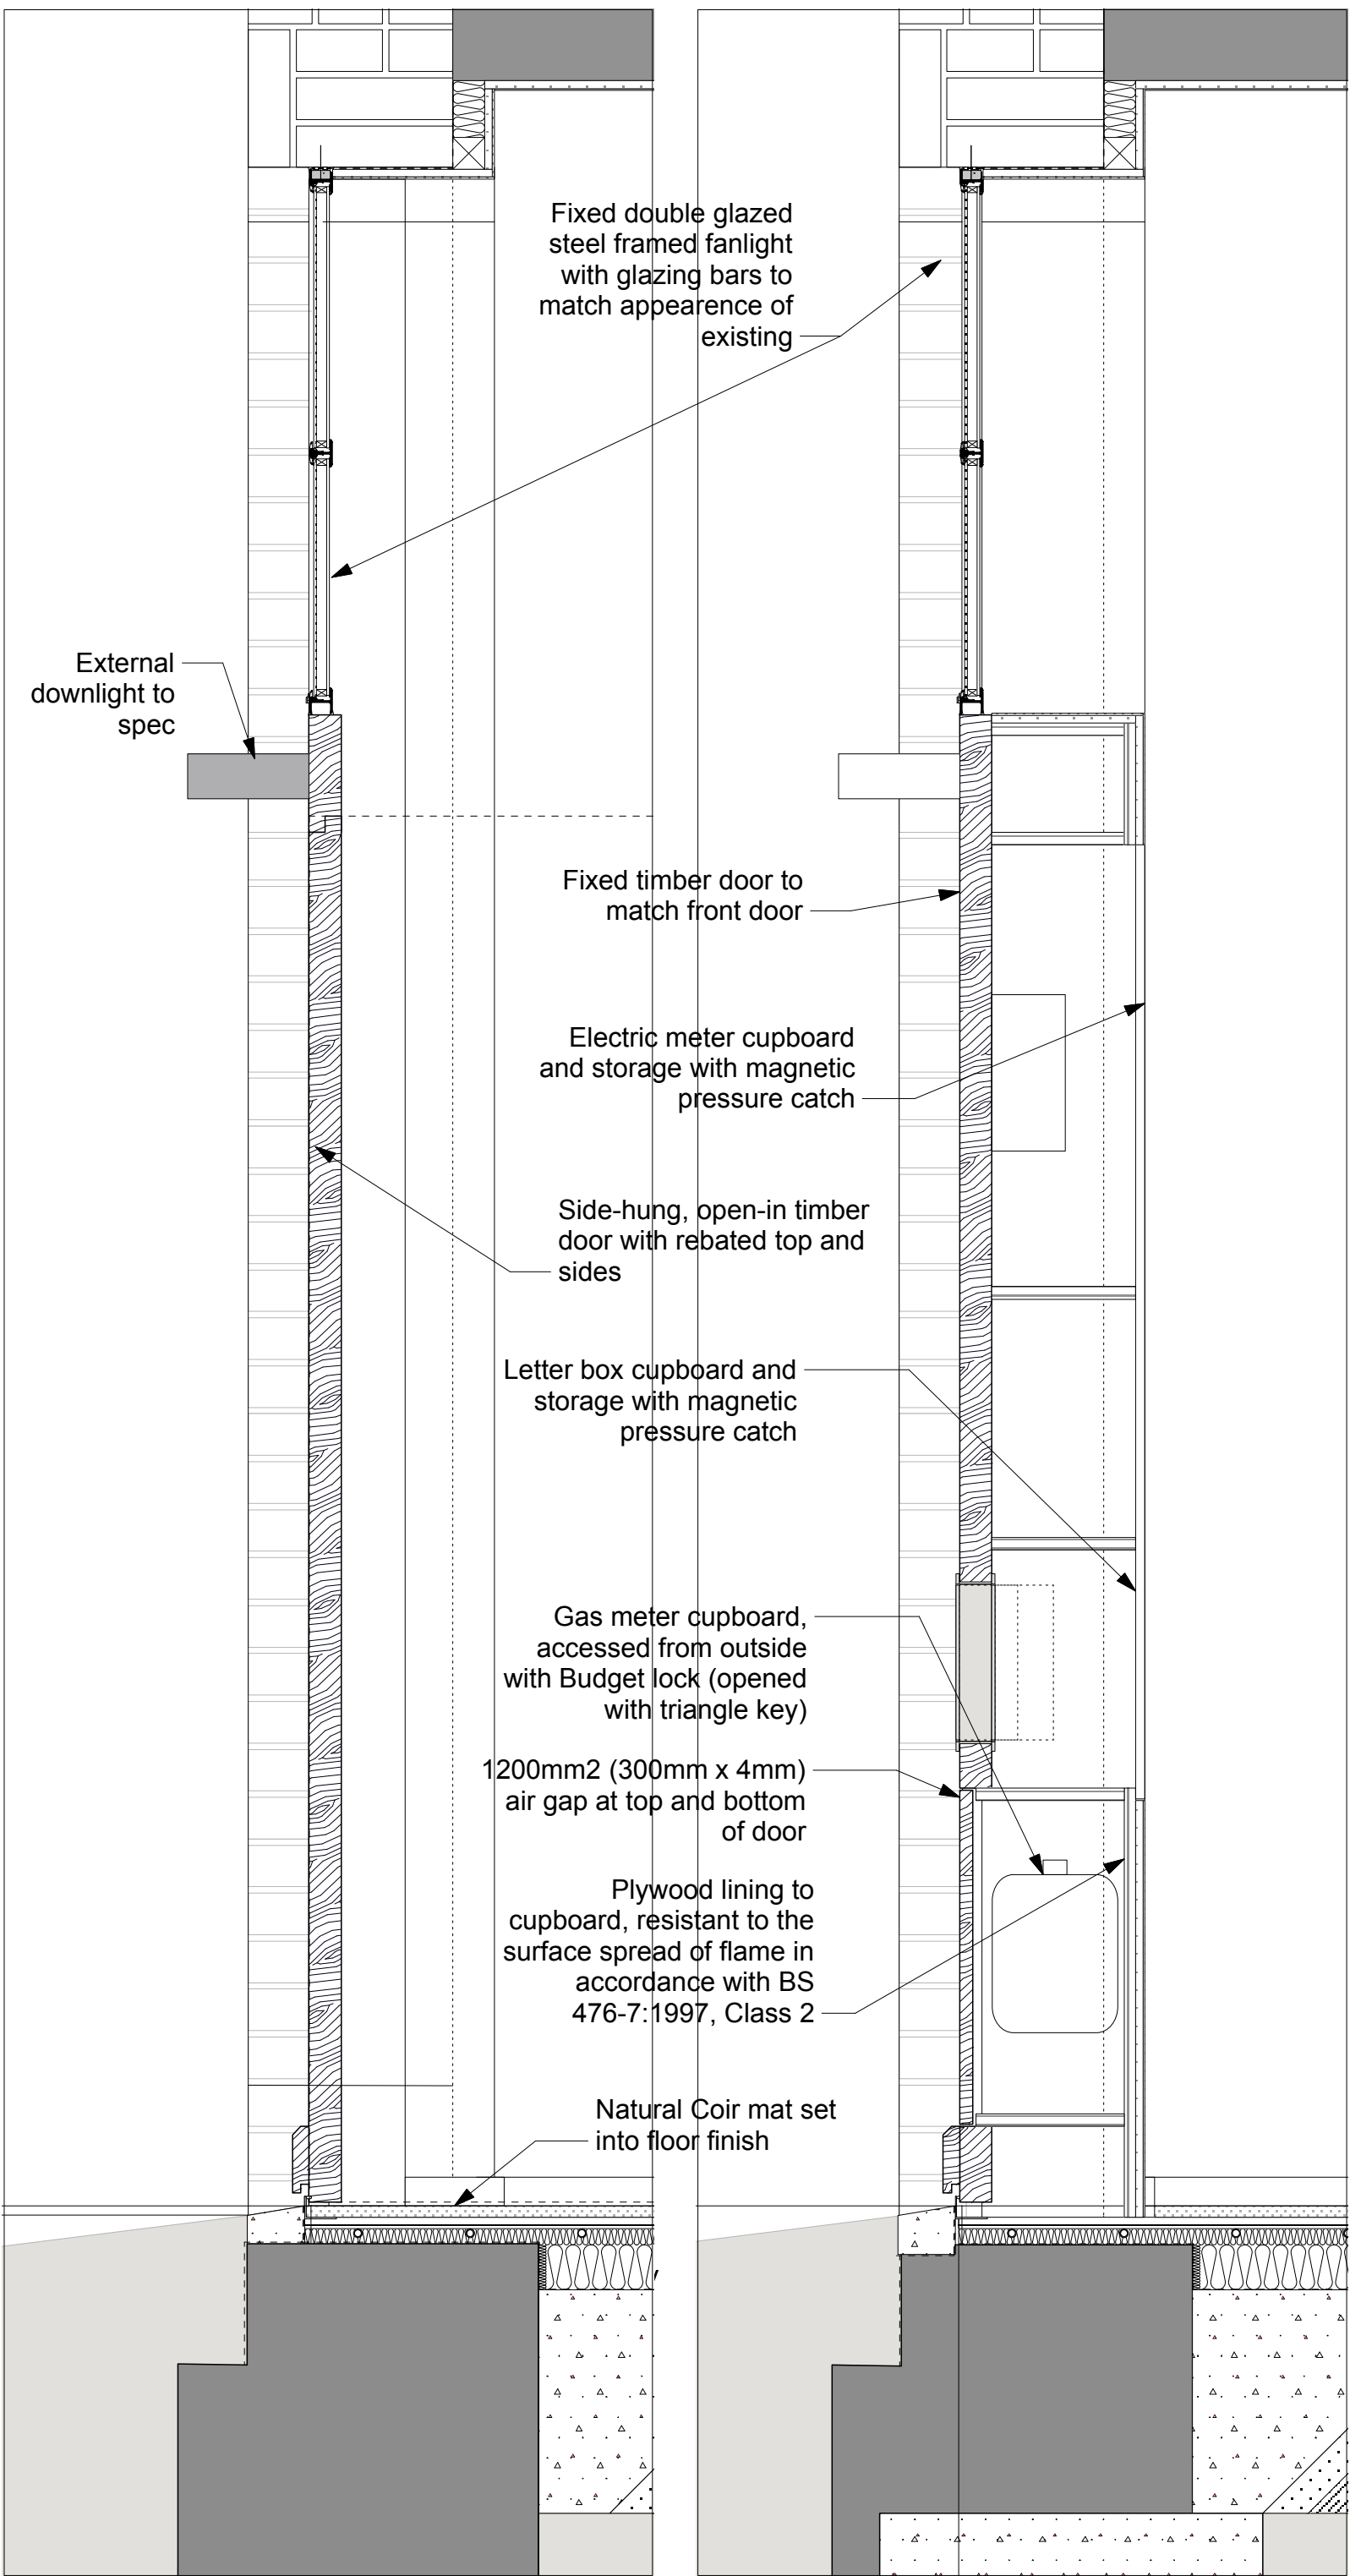 Fixed double glazed
steel framed fanlight
with glazing bars to
match appearence of
existing
External
downlight to
spec
Fixed timber door to
match front door
Electric meter cupboard
and storage with magnetic
pressure catch
Side-hung, open-in timber
door with rebated top and
sides
Letter box cupboard and
storage with magnetic
pressure catch
Gas meter cupboard,
accessed from outside
with Budget lock (opened
with triangle key)
1200mm2 (300mm x 4mm)
air gap at top and bottom
of door
Plywood lining to
cupboard, resistant to the
surface spread of flame in
accordance with BS
476-7:1997, Class 2
Natural Coir mat set
into floor finish